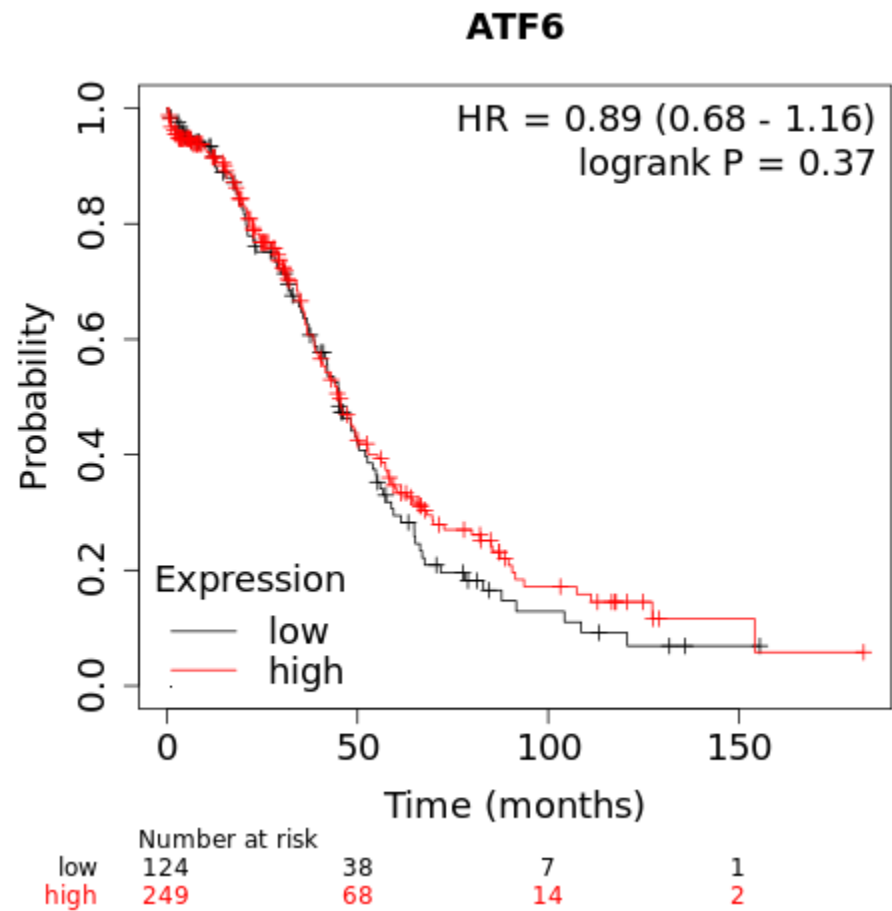 ATF6
HR = 0.89 (0.68 - 1.16)
logrank P = 0.37
Probability
1.0
0.8
0.6
0.4
0.2
0.0
Expression
low
high
0 50 100 150
Time (months)
Number at risk
low 124 38 7 1
high 249 68 14 2